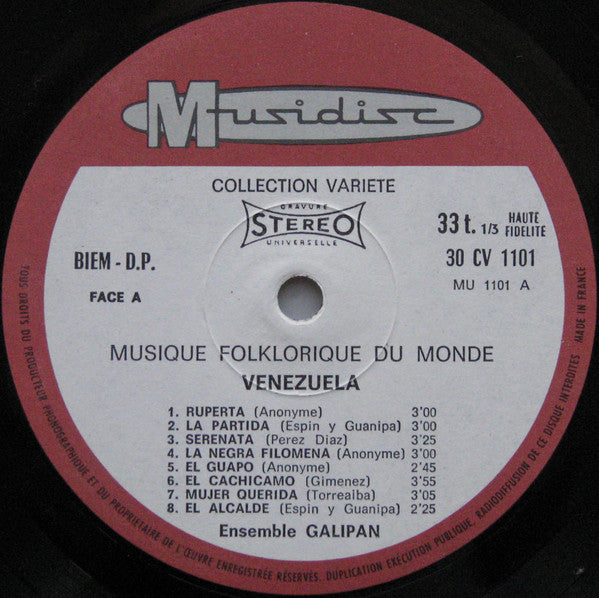 Musidisc
COLLECTION VARIETE
GRAVURE
STEREO
UNIVERSELLE
33 t. 1/3 HAUTE FIDELITE
BIEM - D.P.
30 CV 1101
MU 1101 A
FACE A
MUSIQUE FOLKLORIQUE DU MONDE
VENEZUELA
1. RUPERTA (Anonyme) 3'00
2. LA PARTIDA (Espin y Guanipa) 3'00
3. SERENATA (Perez Diaz) 3'25
4. LA NEGRA FILOMENA (Anonyme) 3'00
5. EL GUAPO (Anonyme) 2'45
6. EL CACHICAMO (Gimenez) 3'55
7. MUJER QUERIDA (Torrealba) 3'05
8. EL ALCALDE (Espin y Guanipa) 2'25
Ensemble GALIPAN
TOUS DROITS DU PRODUCTEUR PHONOGRAPHIQUE ET DU PROPRIETAIRE DE L'ŒUVRE ENREGISTRÉE RÉSERVÉS. DUPLICATION EXÉCUTION PUBLIQUE, RADIODIFFUSION DE CE DISQUE INTERDITES • MADE IN FRANCE